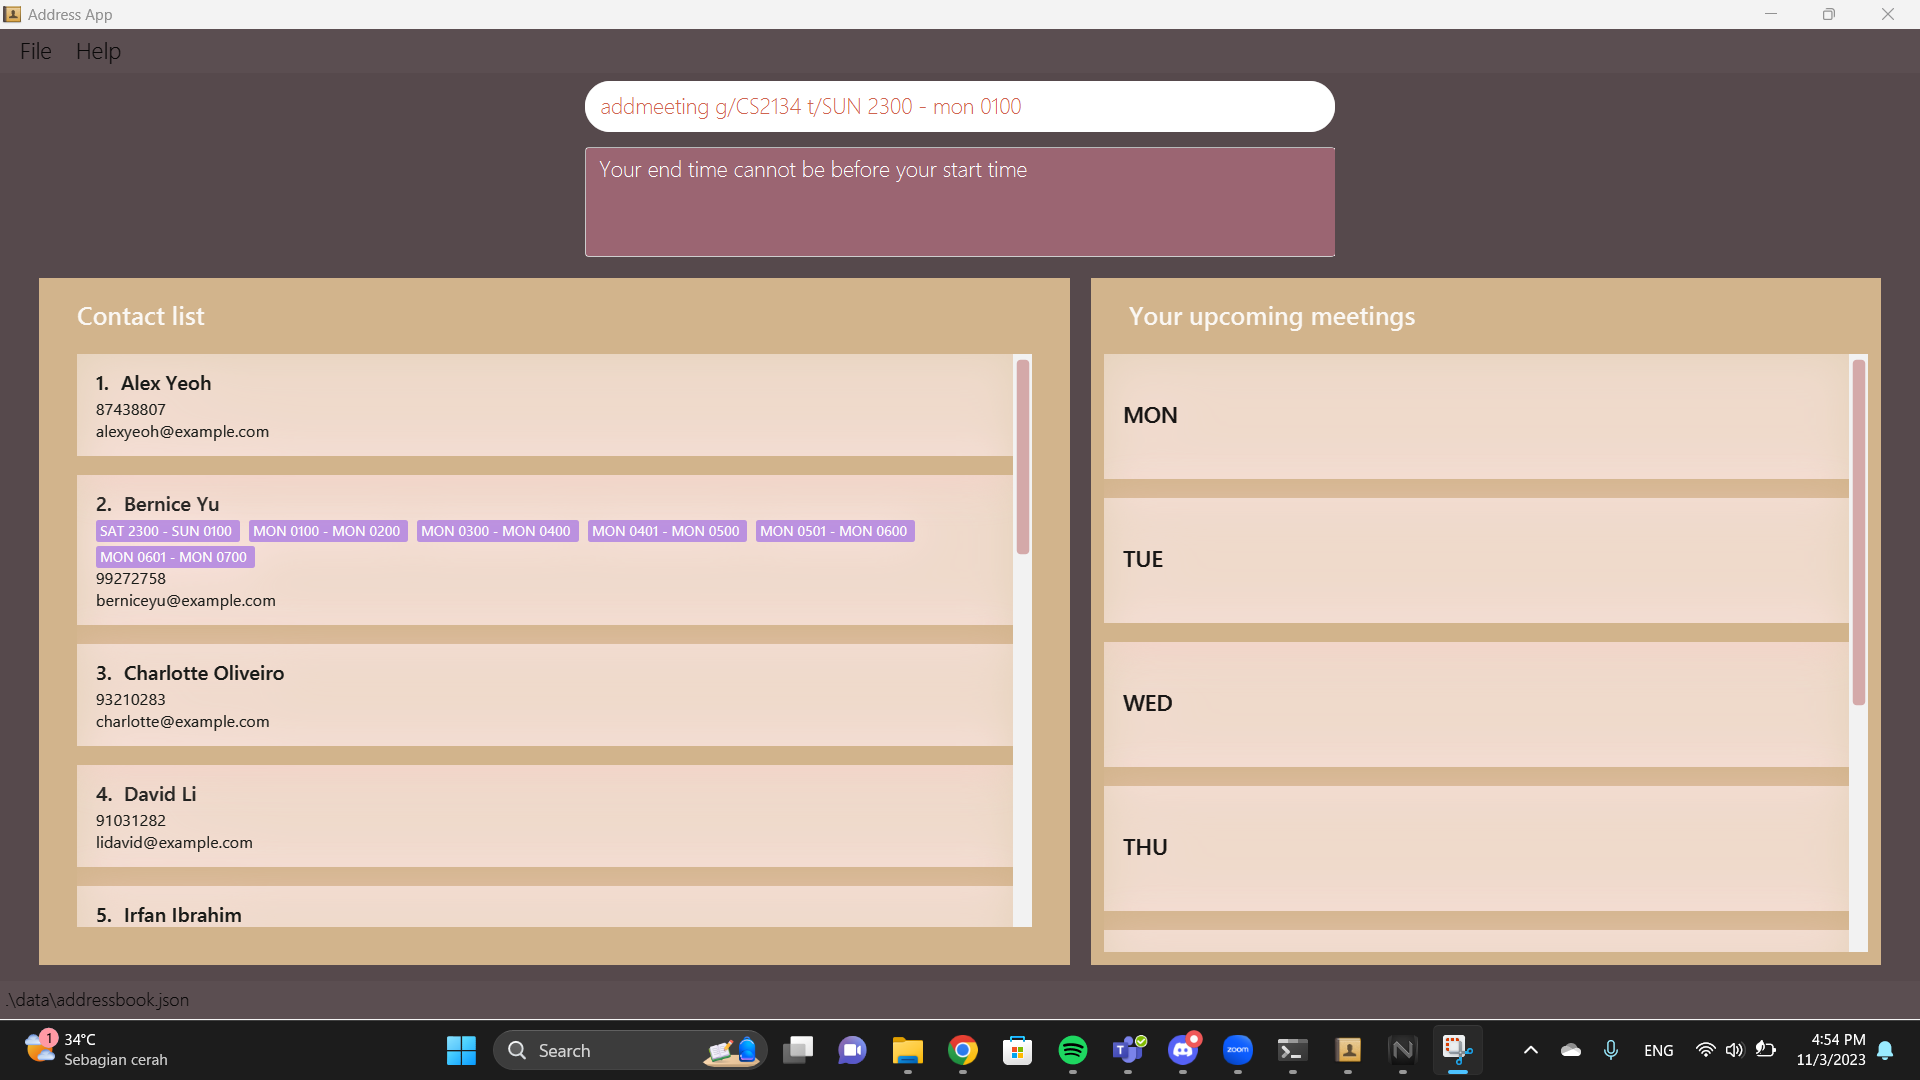 Address App
File Help
addmeeting g/CS2134 t/SUN 2300 - mon 0100
Your end time cannot be before your start time
Contact list
1. Alex Yeoh
87438807
alexyeoh@example.com
2. Bernice Yu
SAT 2300 - SUN 0100 MON 0100 - MON 0200 MON 0300 - MON 0400 MON 0401 - MON 0500 MON 0501 - MON 0600
MON 0601 - MON 0700
99272758
berniceyu@example.com
3. Charlotte Oliveiro
93210283
charlotte@example.com
4. David Li
91031282
lidavid@example.com
5. Irfan Ibrahim
Your upcoming meetings
MON
TUE
WED
THU
.\data\addressbook.json
1
34°C
Sebagian cerah
Search
zoom
ENG
4:54 PM
11/3/2023